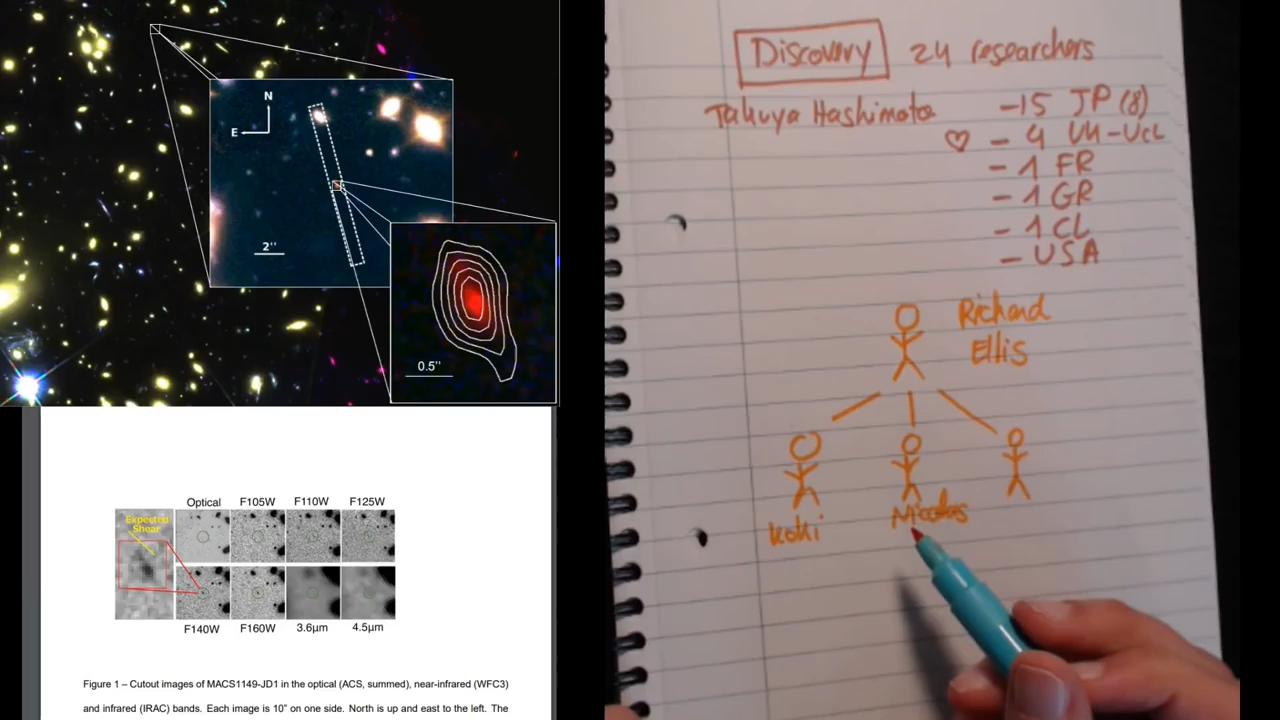 N
E
2"
0.5"
Optical F105W F110W F125W
Expected
Shear
F140W F160W 3.6μm 4.5μm
Figure 1 – Cutout images of MACS1149-JD1 in the optical (ACS, summed), near-infrared (WFC3)
and infrared (IRAC) bands. Each image is 10" on one side. North is up and east to the left. The
Discovery 24 researchers
Takuya Hashimoto – 15 JP (8)
♡ – 4 UK-UCL
– 1 FR
– 1 GR
– 1 CL
– USA
Richard
Ellis
Koki Nicolas